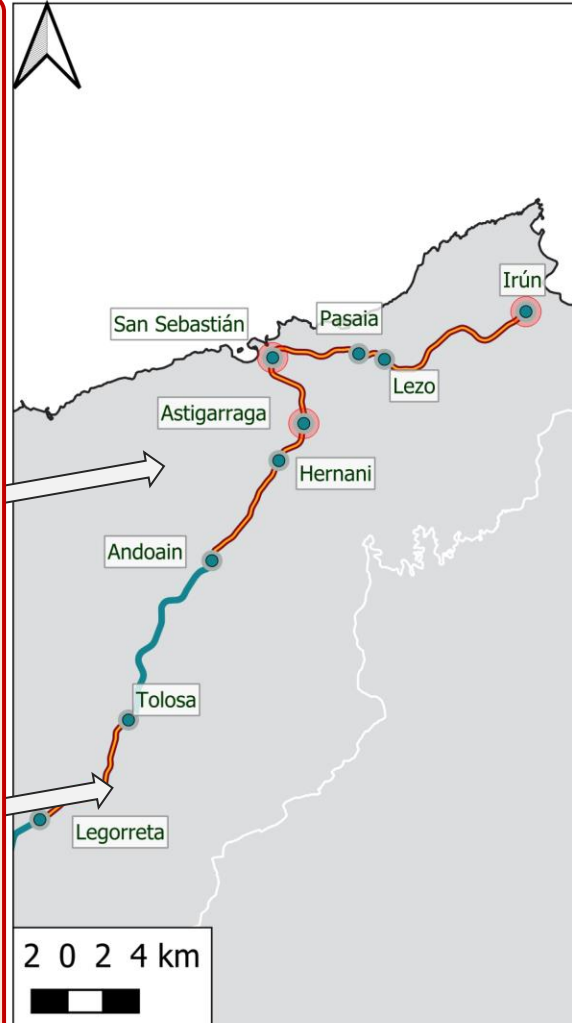 Irún
Pasaia
San Sebastián
Lezo
Astigarraga
Hernani
Andoain
Tolosa
Legorreta
2 0 2 4 km